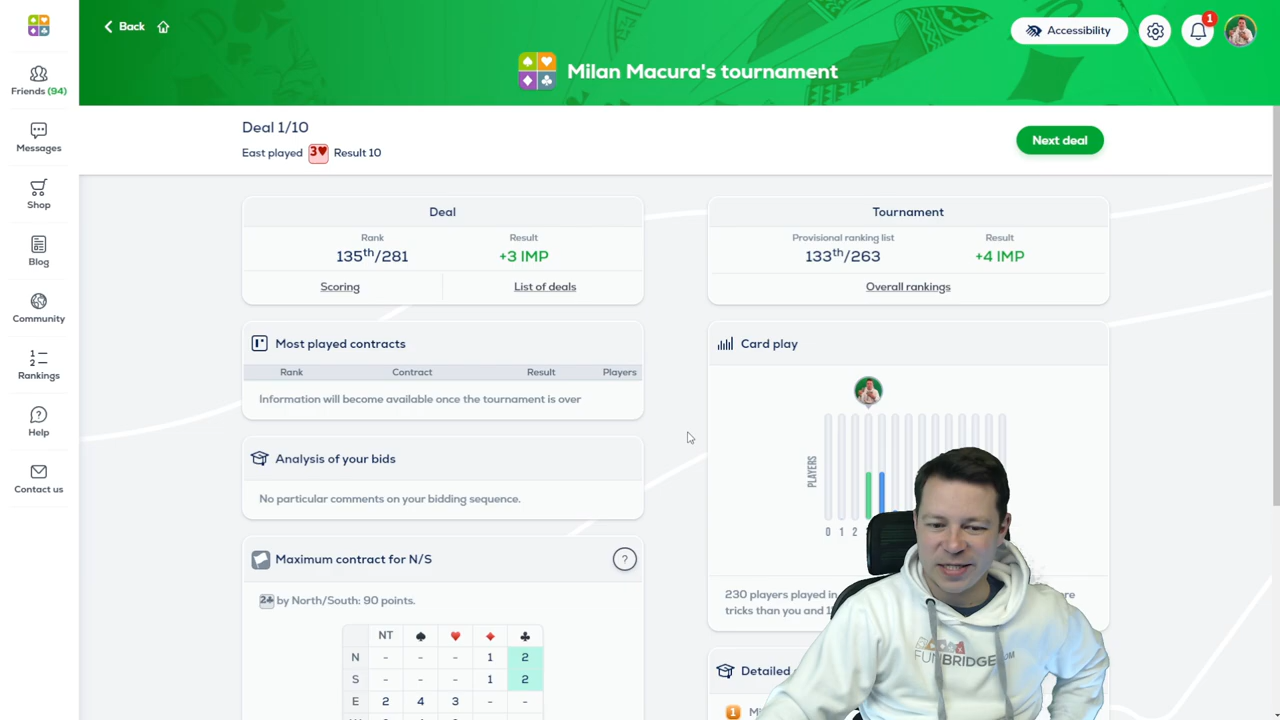 Back
Accessibility
1
Friends (94)
Milan Macura's tournament
Messages
Deal 1/10
East played 3♥ Result 10
Next deal
Shop
Deal
Tournament
Rank
Result
Provisional ranking list
Result
135th/281
+3 IMP
133th/263
+4 IMP
Blog
Scoring
List of deals
Overall rankings
Community
Most played contracts
Card play
Rankings
Rank
Contract
Result
Players
Information will become available once the tournament is over
Help
Analysis of your bids
PLAYERS
Contact us
No particular comments on your bidding sequence.
0 1 2
Maximum contract for N/S
?
2♣ by North/South: 90 points.
230 players played in
tricks than you and 1
NT ♠ ♥ ♦ ♣
N - - - 1 2
S - - - 1 2
E 2 4 3 - -
FUNBRIDGE
Detailed
1